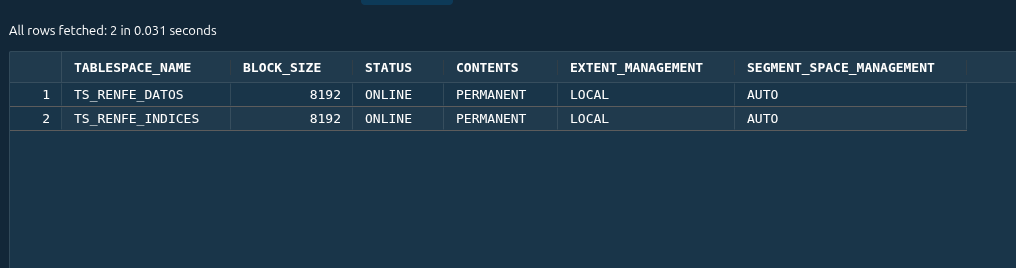 All rows fetched: 2 in 0.031 seconds
TABLESPACE_NAME BLOCK_SIZE STATUS CONTENTS EXTENT_MANAGEMENT SEGMENT_SPACE_MANAGEMENT
1 TS_RENFE_DATOS 8192 ONLINE PERMANENT LOCAL AUTO
2 TS_RENFE_INDICES 8192 ONLINE PERMANENT LOCAL AUTO